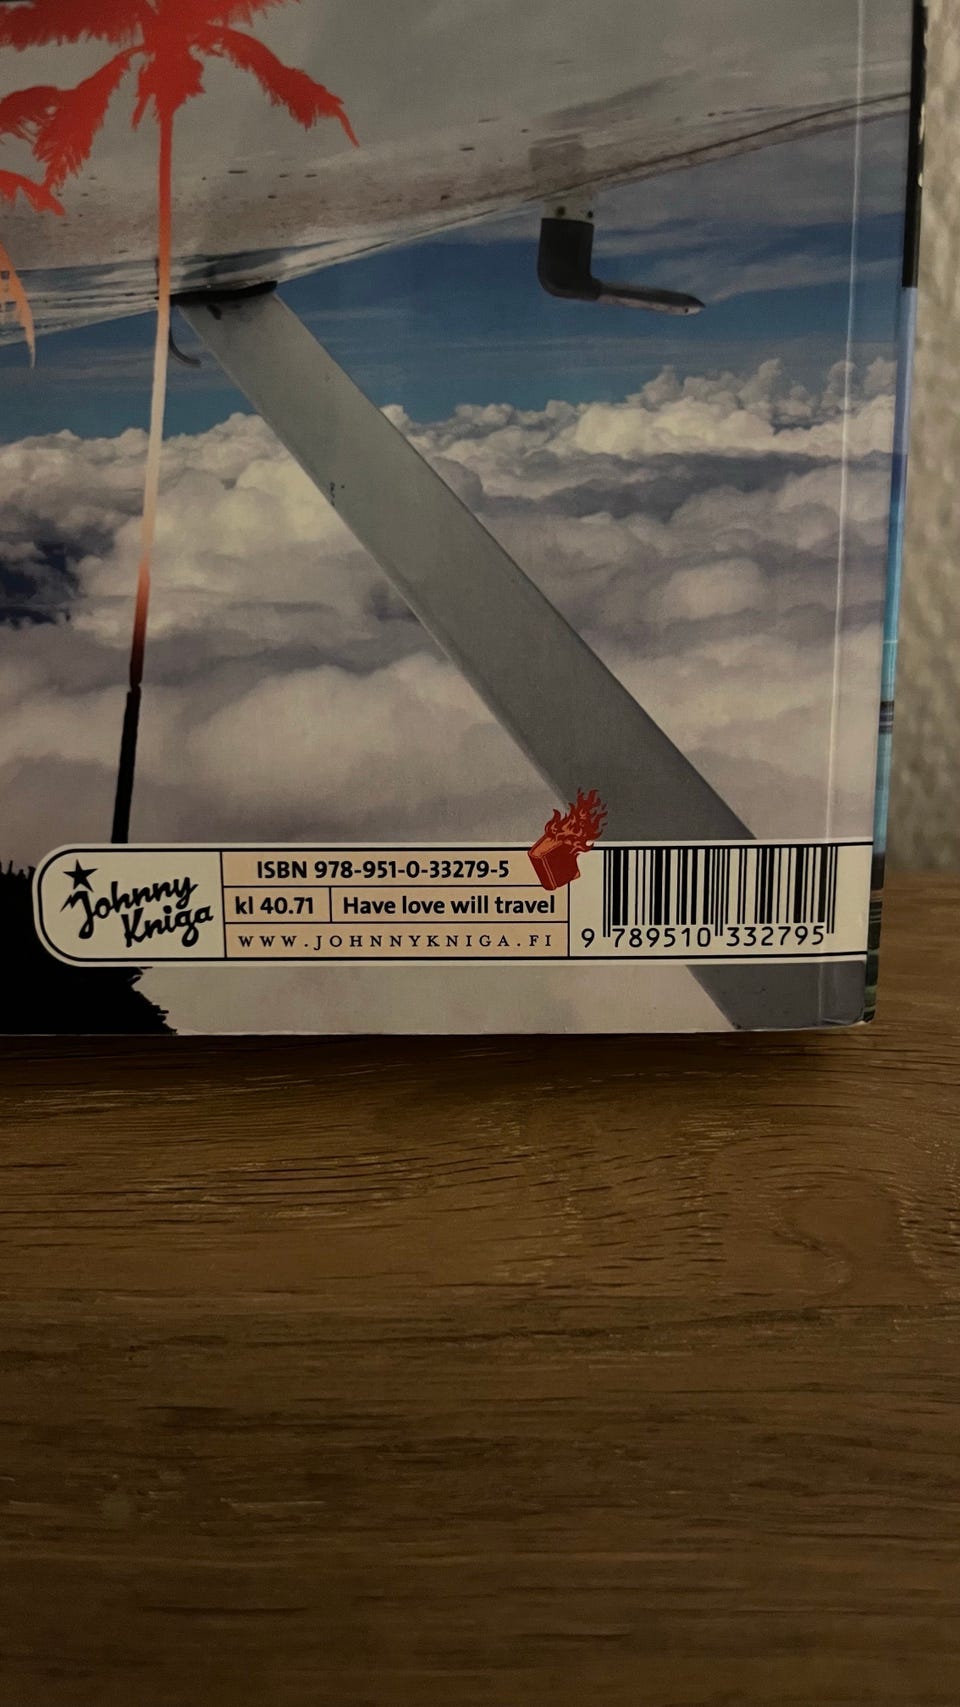 Johnny
Kniga
ISBN 978-951-0-33279-5
kl 40.71 Have love will travel
WWW.JOHNNYKNIGA.FI
9 789510 332795